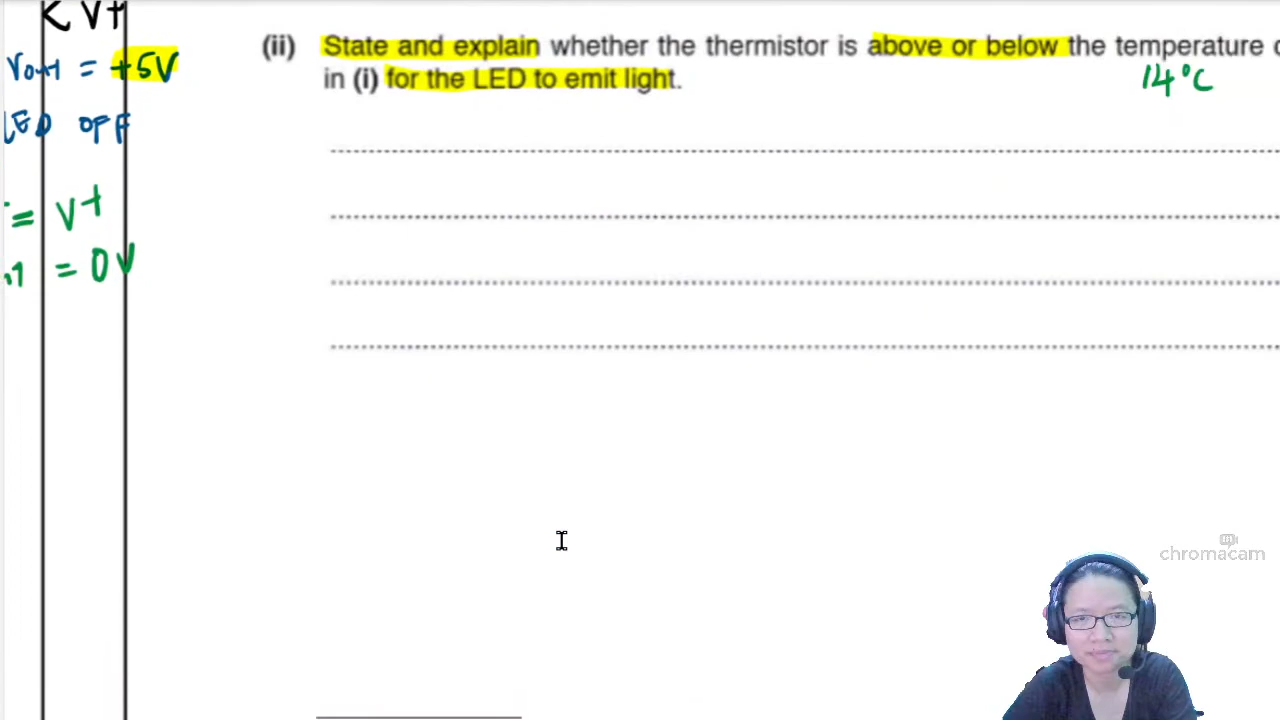 < V+
Vout = +5V
LED OFF
= V+
= 0V
(ii) State and explain whether the thermistor is above or below the temperature
in (i) for the LED to emit light.
14°C
chromacam